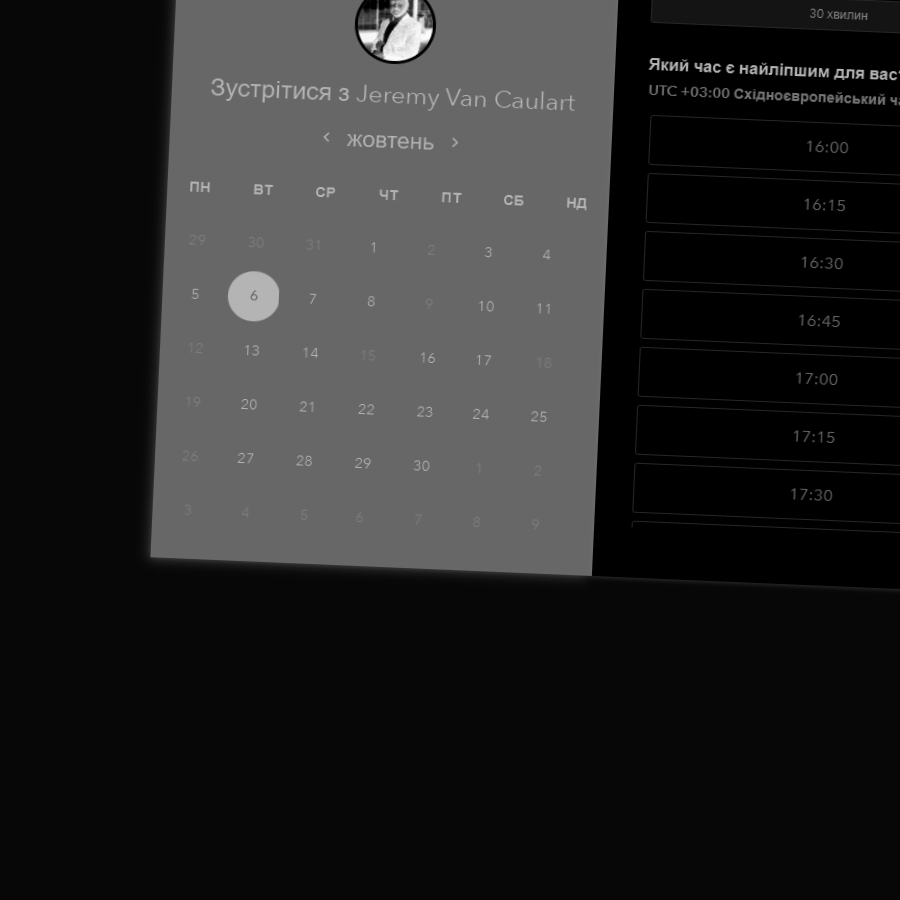 Зустрітися з Jeremy Van Caulart
жовтень
ПН ВТ СР ЧТ ПТ СБ НД
29 30 31 1 2 3 4
5 6 7 8 9 10 11
12 13 14 15 16 17 18
19 20 21 22 23 24 25
26 27 28 29 30 1 2
3 4 5 6 7 8 9
30 хвилин
Який час є найліпшим для вас
UTC +03:00 Східноєвропейський
16:00
16:15
16:30
16:45
17:00
17:15
17:30